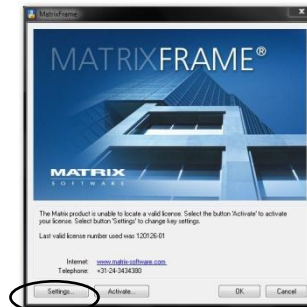 MatrixFrame
MATRIXFRAME®
MATRIX
SOFTWARE
The Matrix product is unable to locate a valid license. Select the button 'Activate' to activate
your license. Select button 'Settings' to change key settings.
Last valid license number used was 120126-01
Internet: www.matrix-software.com
Telephone: +31-24-3434380
Settings... Activate... OK Cancel